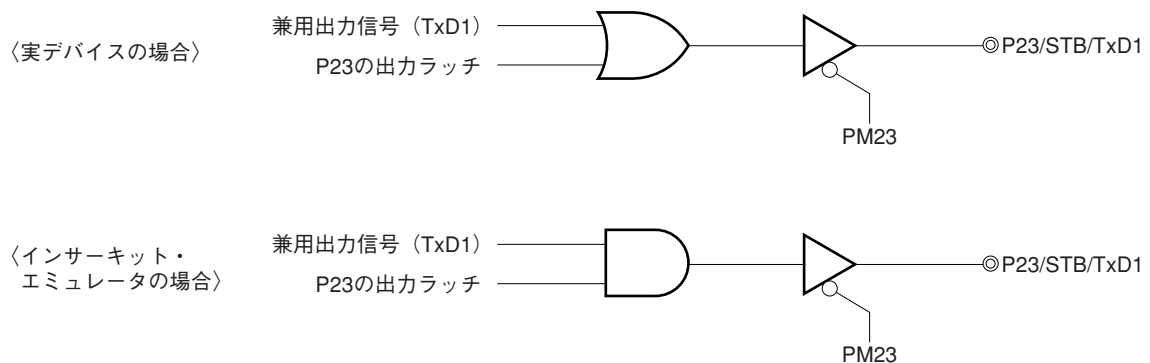 〈実デバイスの場合〉
兼用出力信号（TxD1）
P23の出力ラッチ
P23/STB/TxD1
PM23
〈インサーキット・
エミュレータの場合〉
兼用出力信号（TxD1）
P23の出力ラッチ
P23/STB/TxD1
PM23